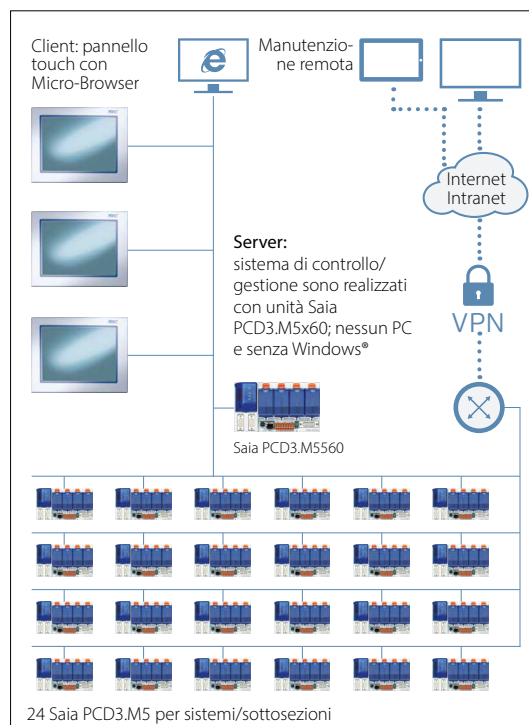 Client: pannello
touch con
Micro-Browser
Manutenzio-
ne remota
Internet
Intranet
VPN
Server:
sistema di controllo/
gestione sono realizzati
con unità Saia
PCD3.M5x60; nessun PC
e senza Windows®
Saia PCD3.M5560
24 Saia PCD3.M5 per sistemi/sottosezioni